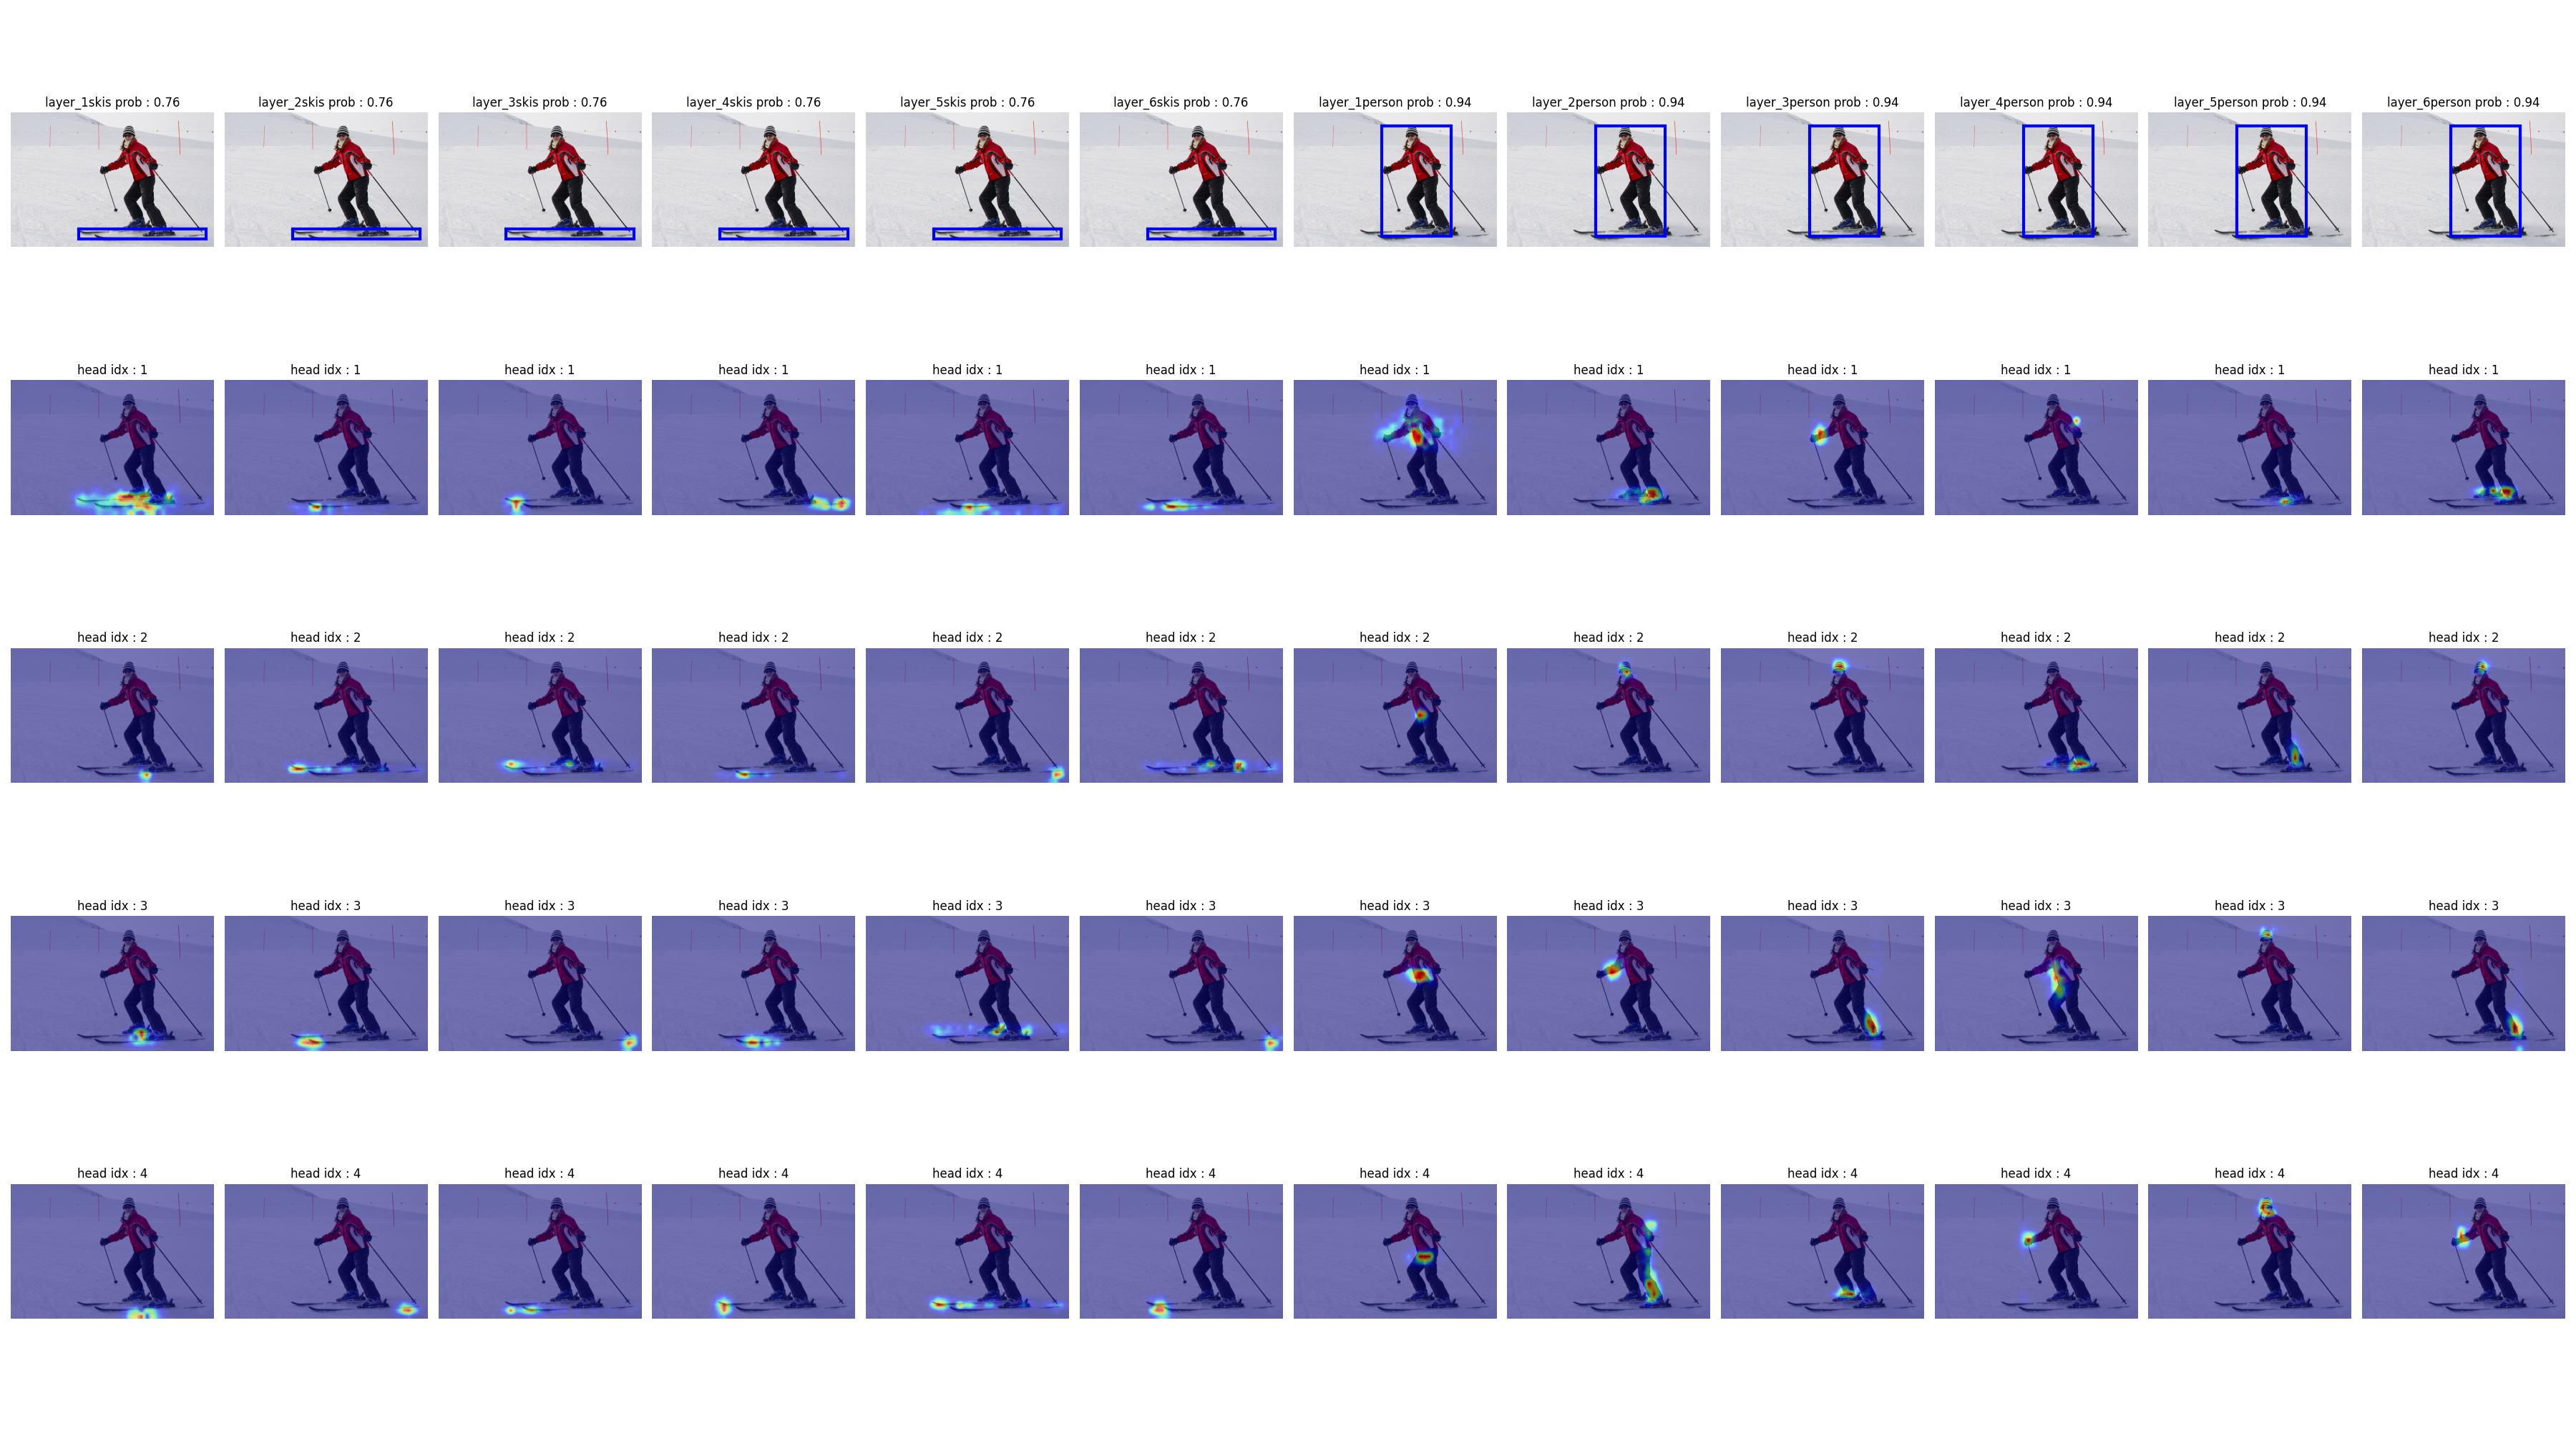 layer_1skis prob : 0.76 layer_2skis prob : 0.76 layer_3skis prob : 0.76 layer_4skis prob : 0.76 layer_5skis prob : 0.76 layer_6skis prob : 0.76 layer_1person prob : 0.94 layer_2person prob : 0.94 layer_3person prob : 0.94 layer_4person prob : 0.94 layer_5person prob : 0.94 layer_6person prob : 0.94
head idx : 1 head idx : 1 head idx : 1 head idx : 1 head idx : 1 head idx : 1 head idx : 1 head idx : 1 head idx : 1 head idx : 1 head idx : 1 head idx : 1
head idx : 2 head idx : 2 head idx : 2 head idx : 2 head idx : 2 head idx : 2 head idx : 2 head idx : 2 head idx : 2 head idx : 2 head idx : 2 head idx : 2
head idx : 3 head idx : 3 head idx : 3 head idx : 3 head idx : 3 head idx : 3 head idx : 3 head idx : 3 head idx : 3 head idx : 3 head idx : 3 head idx : 3
head idx : 4 head idx : 4 head idx : 4 head idx : 4 head idx : 4 head idx : 4 head idx : 4 head idx : 4 head idx : 4 head idx : 4 head idx : 4 head idx : 4